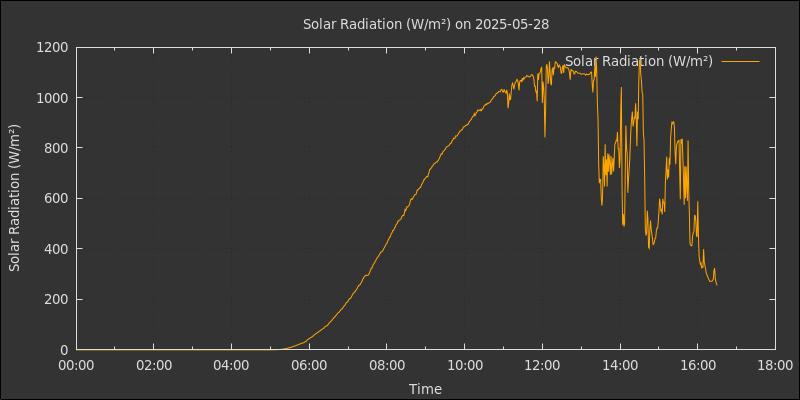 Solar Radiation (W/m²) on 2025-05-28
Solar Radiation (W/m²)
Solar Radiation (W/m²)
1200
1000
800
600
400
200
0
00:00 02:00 04:00 06:00 08:00 10:00 12:00 14:00 16:00 18:00
Time